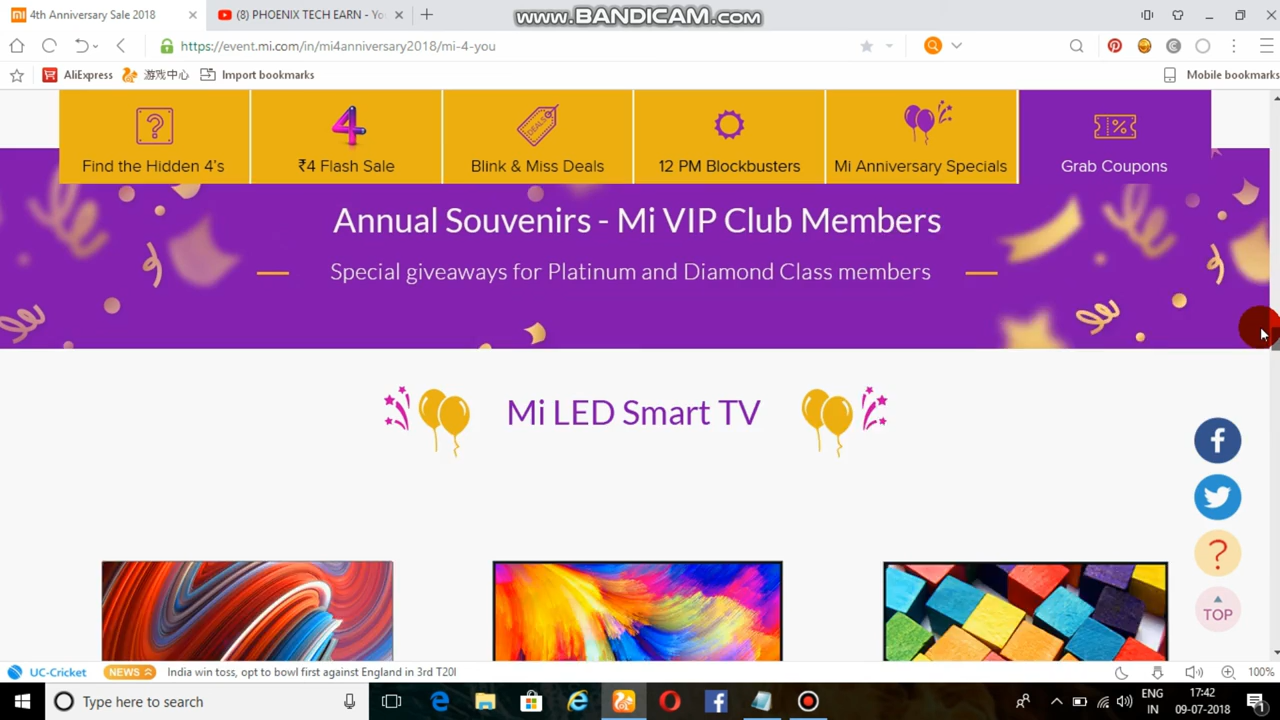 4th Anniversary Sale 2018
(8) PHOENIX TECH EARN - Yo
www.BANDICAM.com
https://event.mi.com/in/mi4anniversary2018/mi-4-you
AliExpress
游戏中心
Import bookmarks
Mobile bookmarks
Find the Hidden 4's
₹4 Flash Sale
Blink & Miss Deals
12 PM Blockbusters
Mi Anniversary Specials
Grab Coupons
Annual Souvenirs - Mi VIP Club Members
Special giveaways for Platinum and Diamond Class members
Mi LED Smart TV
TOP
UC-Cricket
NEWS
India win toss, opt to bowl first against England in 3rd T20I
100%
Type here to search
ENG
IN
17:42
09-07-2018